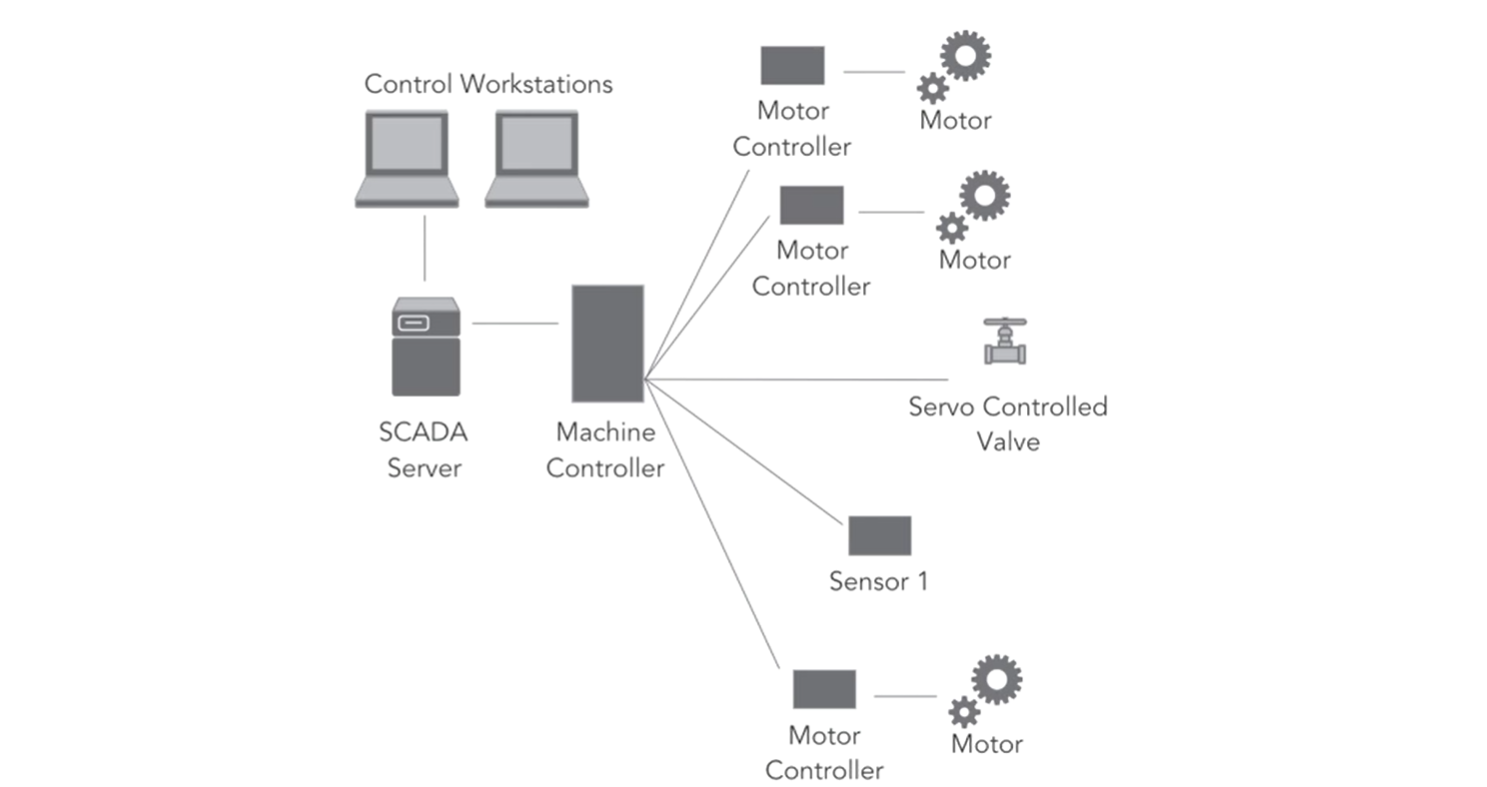 Control Workstations
Motor
Controller
Motor
Motor
Controller
Motor
Servo Controlled
Valve
SCADA
Server
Machine
Controller
Sensor 1
Motor
Controller
Motor